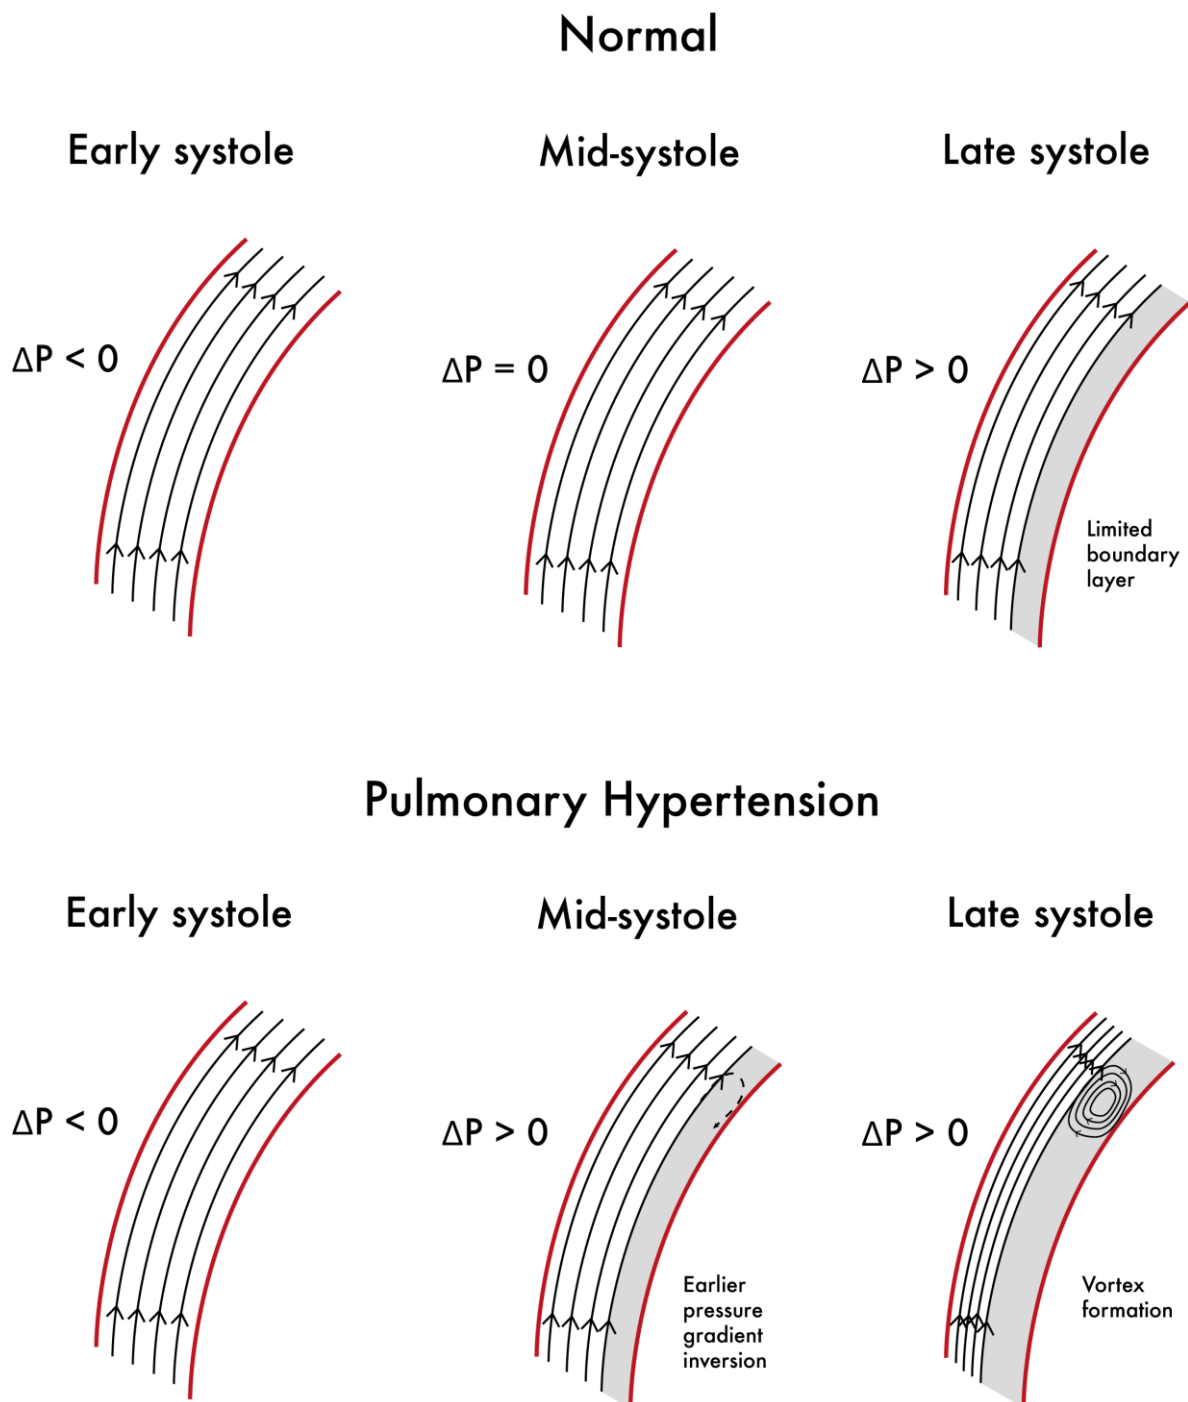 Normal
Early systole
Mid-systole
Late systole
ΔP < 0
ΔP = 0
ΔP > 0
Limited
boundary
layer
Pulmonary Hypertension
Early systole
Mid-systole
Late systole
ΔP < 0
ΔP > 0
ΔP > 0
Earlier
pressure
gradient
inversion
Vortex
formation